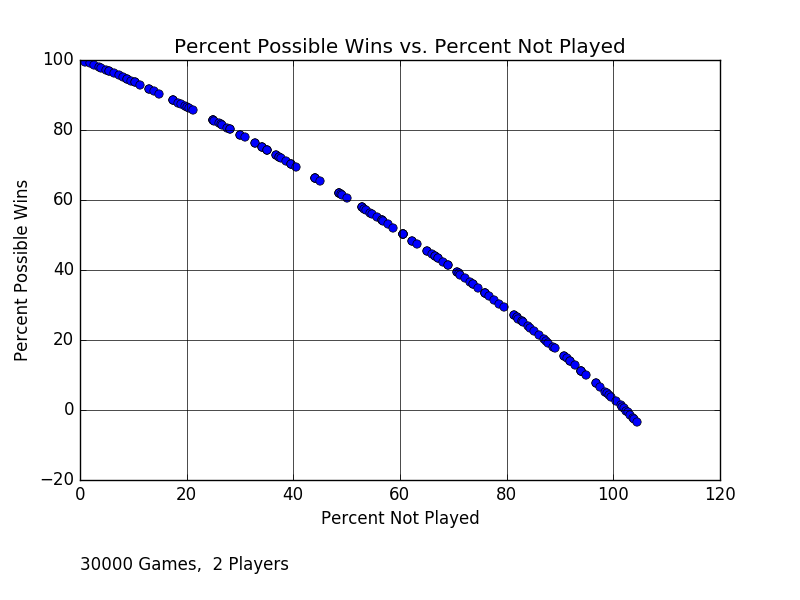 Percent Possible Wins vs. Percent Not Played
100
80
60
40
20
0
−20
Percent Possible Wins
0 20 40 60 80 100 120
Percent Not Played
30000 Games,  2 Players